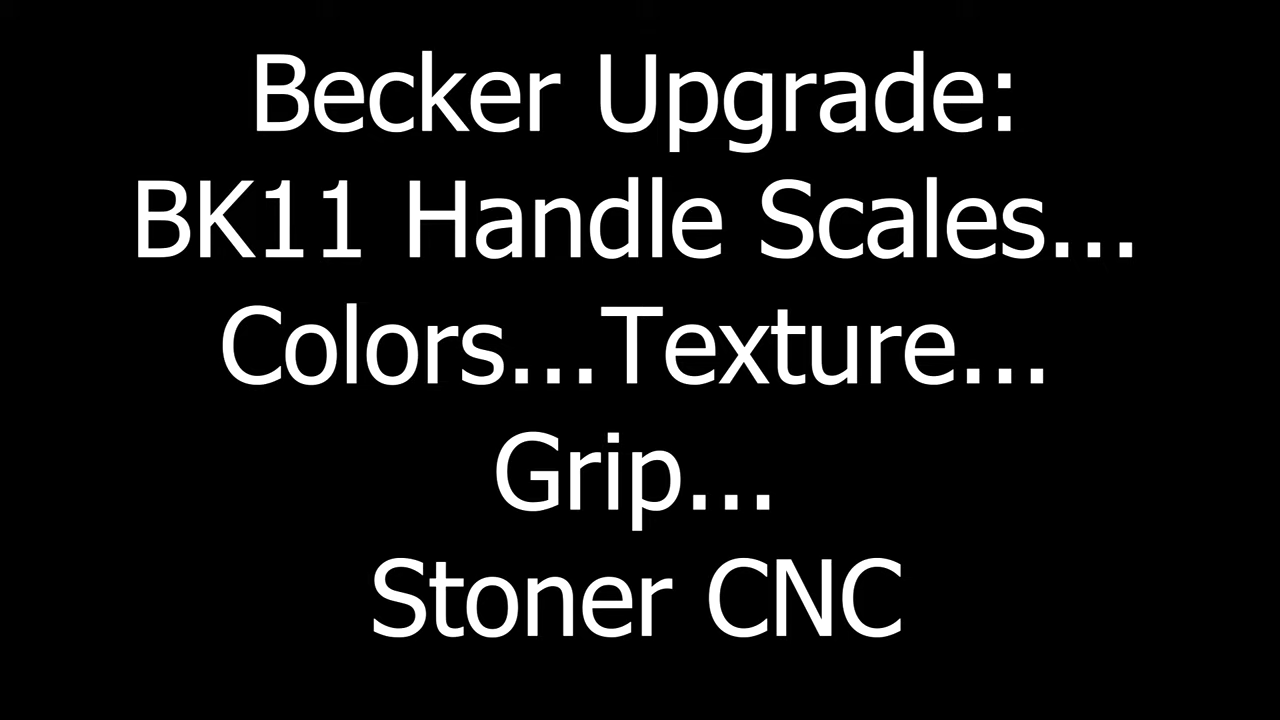 Becker Upgrade:
BK11 Handle Scales...
Colors...Texture...
Grip...
Stoner CNC